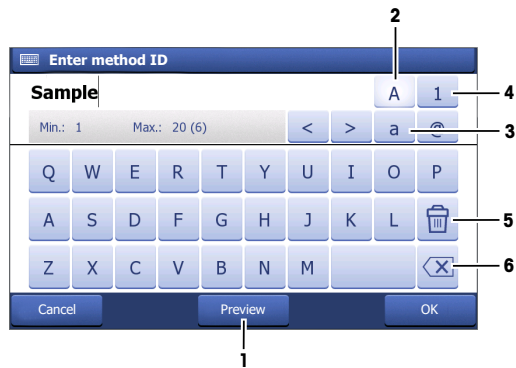 2
Enter method ID
Sample A 1 4
Min.: 1 Max.: 20 (6) < > a @ 3
Q W E R T Y U I O P
A S D F G H J K L 5
Z X C V B N M 6
Cancel Preview OK
1